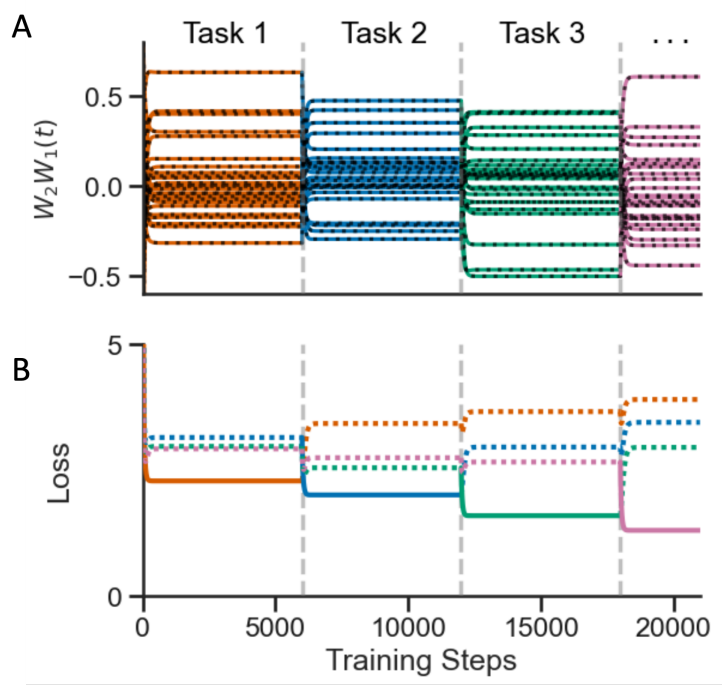 A
Task 1 Task 2 Task 3 ...
0.5
0.0
−0.5
W₂W₁(t)
B
5
0
Loss
0 5000 10000 15000 20000
Training Steps